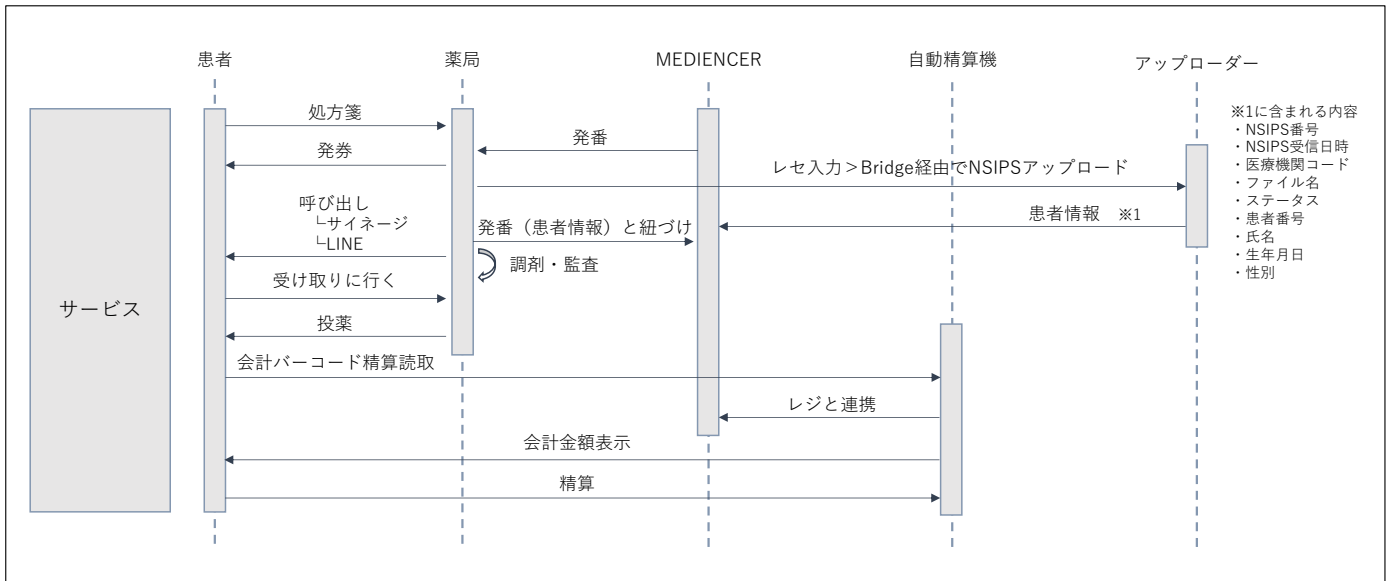 患者
薬局
MEDIENCER
自動精算機
アップローダー
サービス
処方箋
発番
発券
レセ入力>Bridge経由でNSIPSアップロード
呼び出し
└サイネージ
└LINE
患者情報　※1
発番（患者情報）と紐づけ
調剤・監査
受け取りに行く
投薬
会計バーコード精算読取
レジと連携
会計金額表示
精算
※1に含まれる内容
・NSIPS番号
・NSIPS受信日時
・医療機関コード
・ファイル名
・ステータス
・患者番号
・氏名
・生年月日
・性別